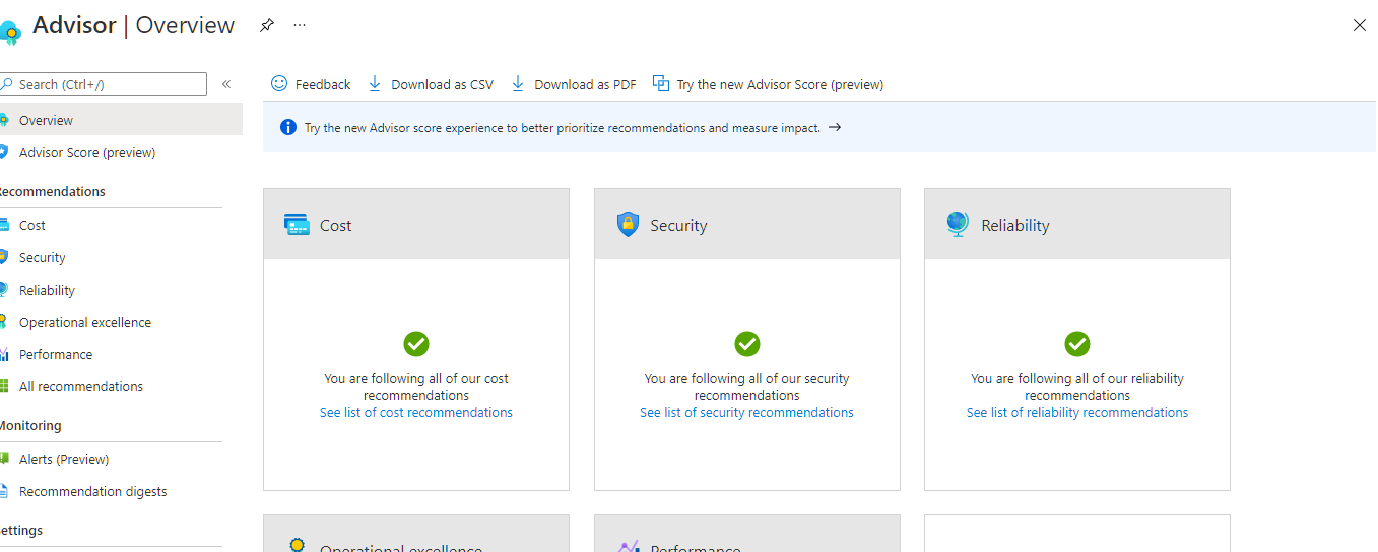 Advisor | Overview
Search (Ctrl+/)
Overview
Advisor Score (preview)
Recommendations
Cost
Security
Reliability
Operational excellence
Performance
All recommendations
Monitoring
Alerts (Preview)
Recommendation digests
Settings
Feedback
Download as CSV
Download as PDF
Try the new Advisor Score (preview)
Try the new Advisor score experience to better prioritize recommendations and measure impact. →
Cost
You are following all of our cost
recommendations
See list of cost recommendations
Security
You are following all of our security
recommendations
See list of security recommendations
Reliability
You are following all of our reliability
recommendations
See list of reliability recommendations
Operational excellence
Performance